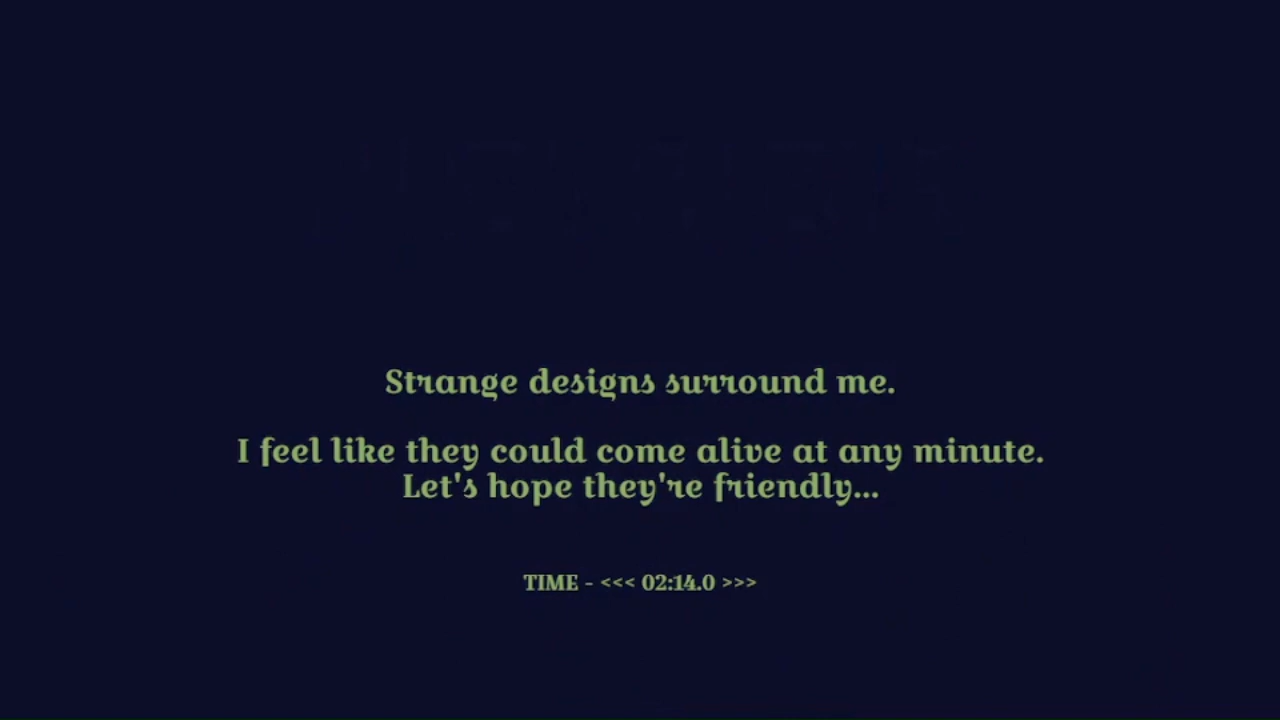 Strange designs surround me.
I feel like they could come alive at any minute.
Let's hope they're friendly...
TIME - <<< 02:14.0 >>>